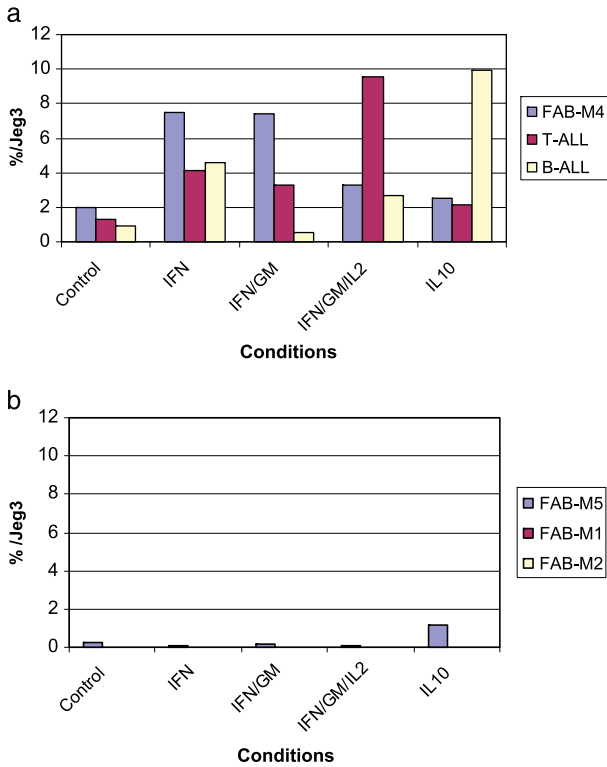 a
12
10
8
6
4
2
0
%/Jeg3
Control
IFN
IFN/GM
IFN/GM/IL2
IL10
Conditions
FAB-M4
T-ALL
B-ALL
b
12
10
8
6
4
2
0
% /Jeg3
Control
IFN
IFN/GM
IFN/GM/IL2
IL10
Conditions
FAB-M5
FAB-M1
FAB-M2